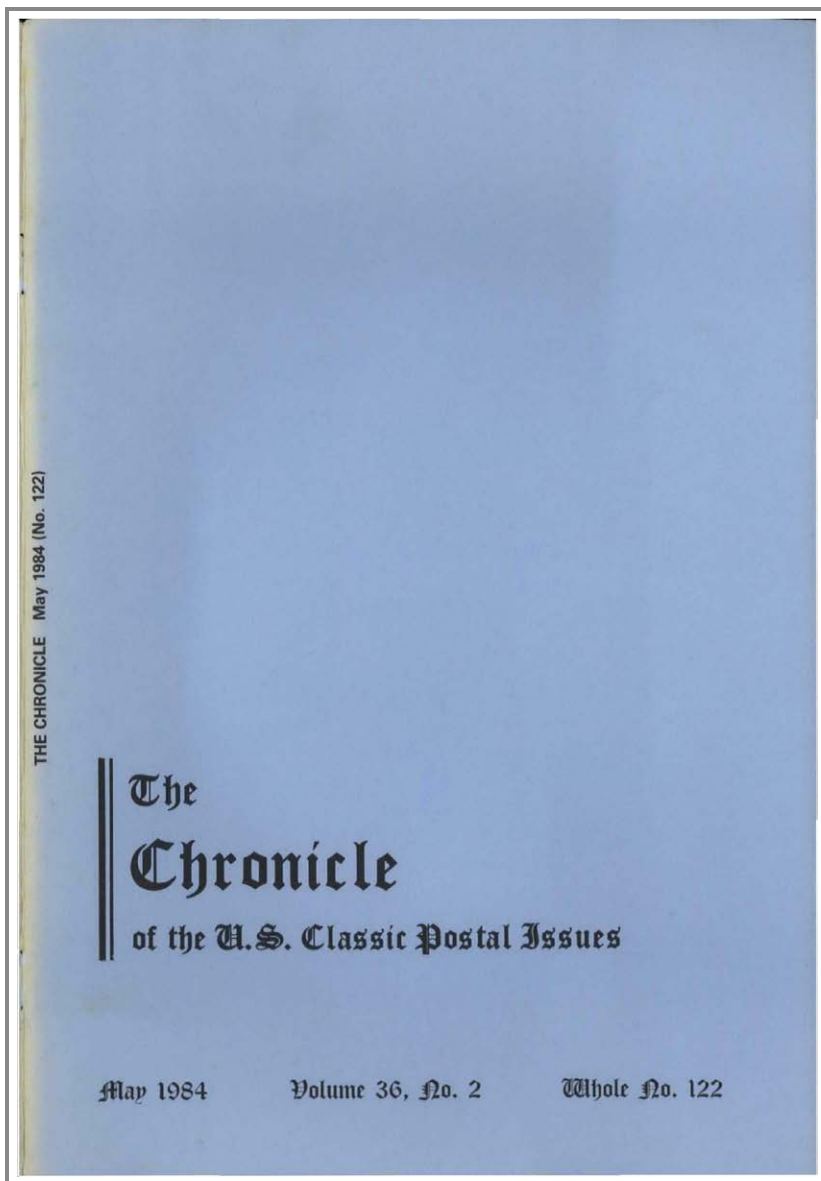 THE CHRONICLE May 1984 (No. 122)
The
Chronicle
of the U.S. Classic Postal Issues
May 1984 Volume 36, No. 2 Whole No. 122